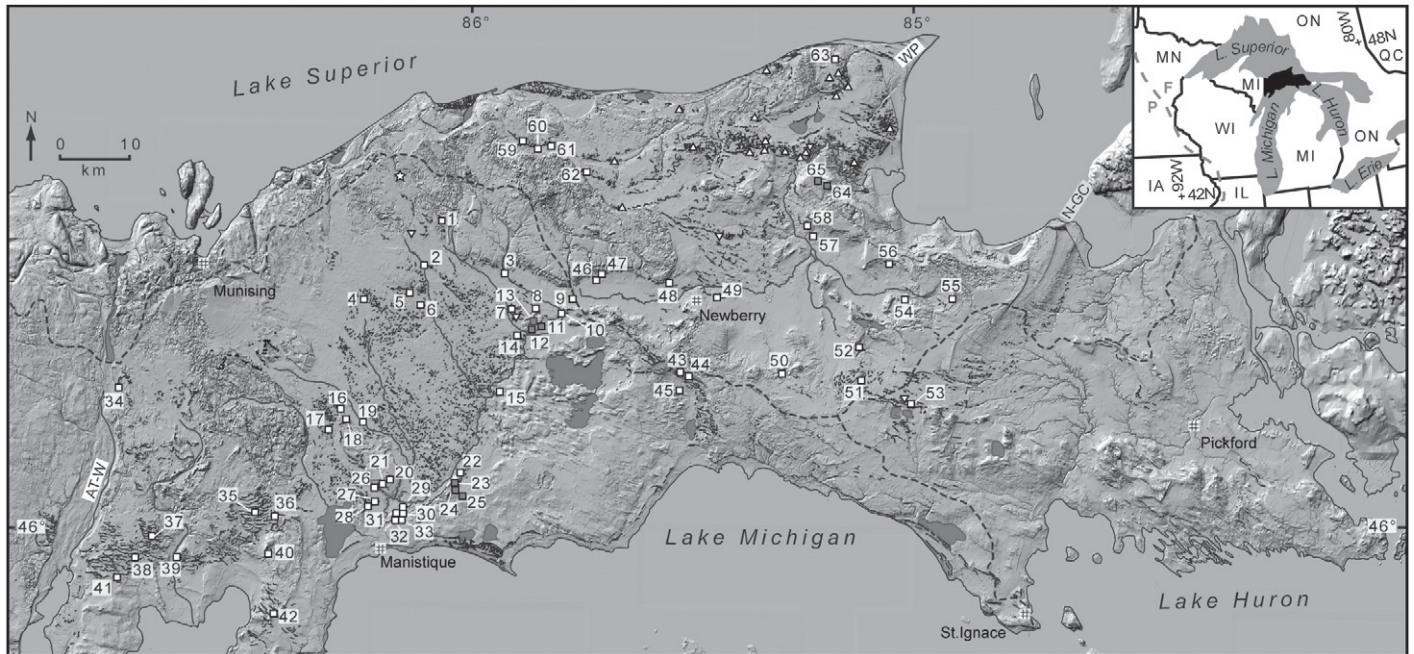 86°
85°
Lake Superior
N
0 10
km
WP
63
60
59
61
62
65
64
58
57
56
55
54
N-GC
1
2
3
46
47
48
49
Newberry
Munising
4
5
6
13
7
8
9
10
11
12
14
15
43
44
45
50
52
51
53
Pickford
34
AT-W
16
17
18
19
22
23
24
25
21
20
26
27
28
29
30
31
32
33
35
36
37
38
39
40
41
42
46°
46°
Manistique
Lake Michigan
Lake Huron
St.Ignace
ON
80W
+48N
QC
MN
L. Superior
F
P
MI
L. Huron
WI
L. Michigan
MI
ON
IA
+92W
+42N
IL
L. Erie